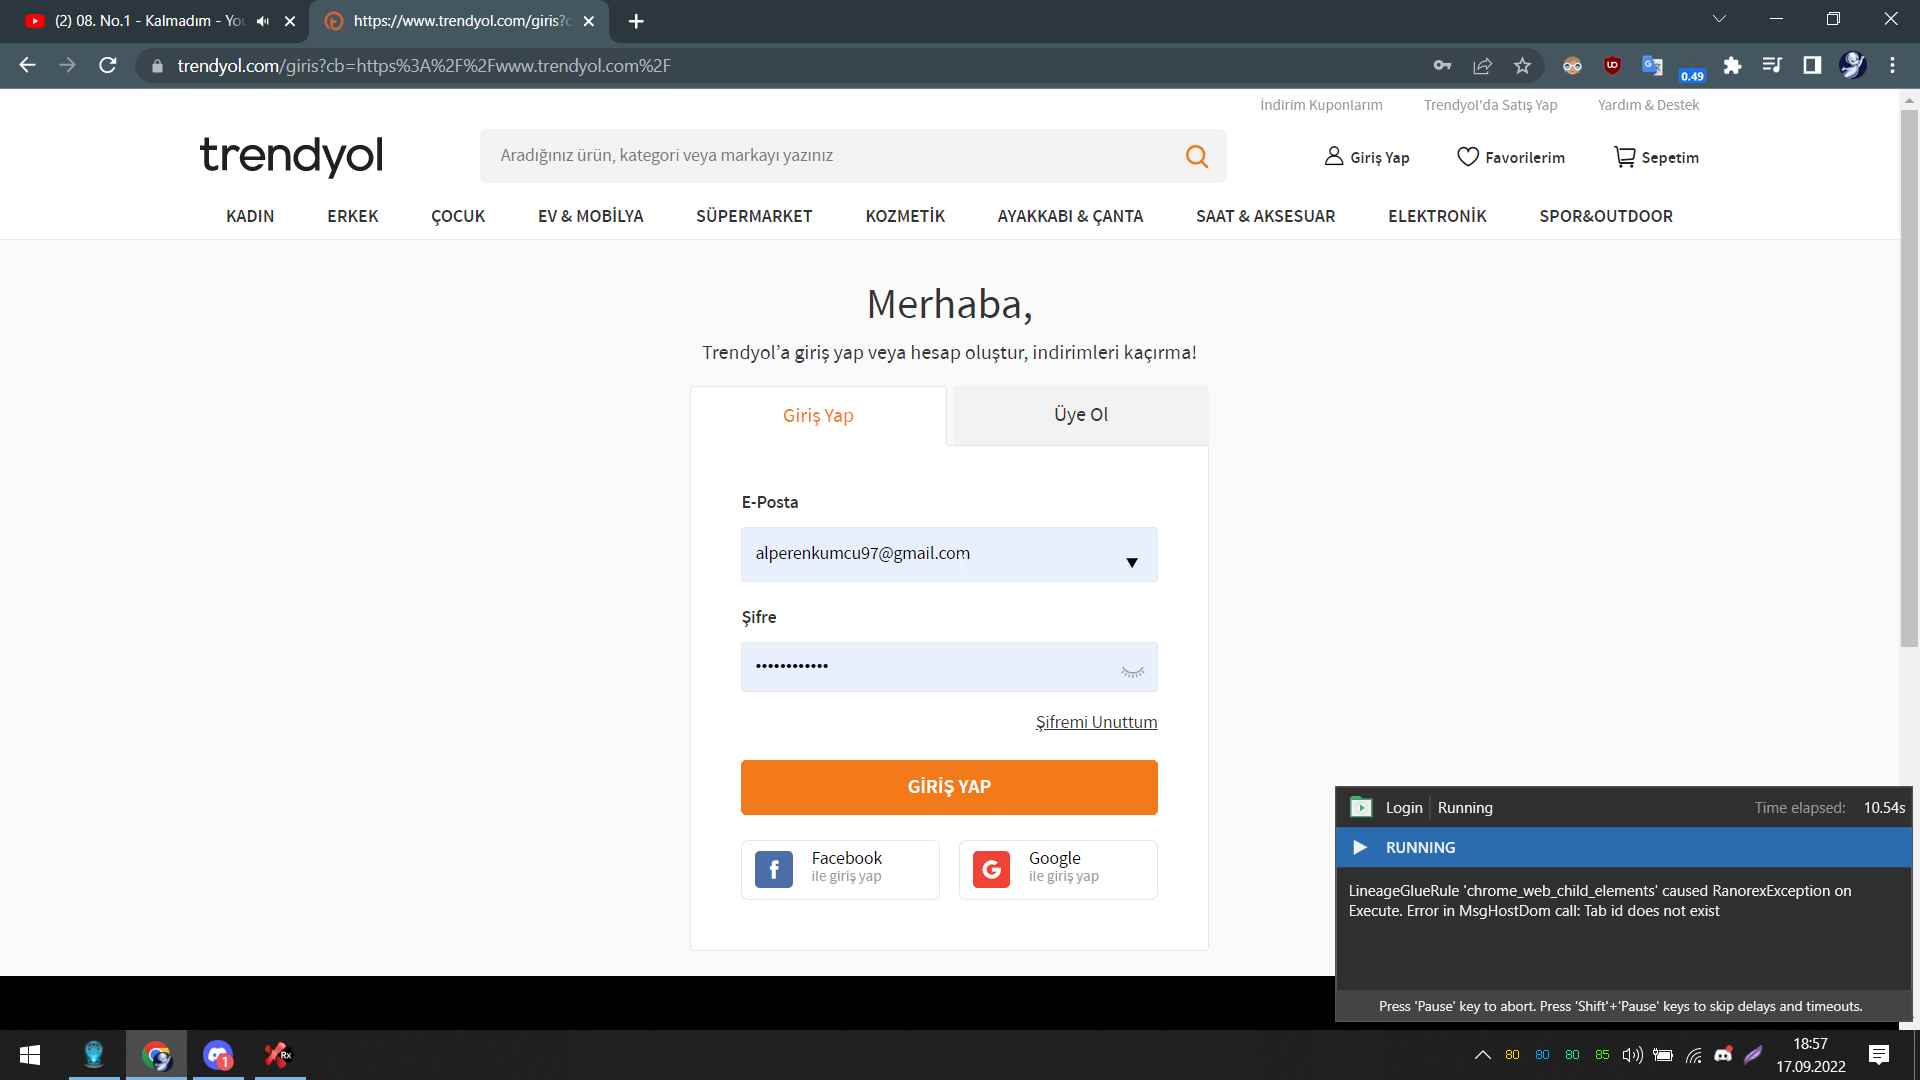 (2) 08. No.1 - Kalmadım - You
https://www.trendyol.com/giris?c
trendyol.com/giris?cb=https%3A%2F%2Fwww.trendyol.com%2F
0.49
İndirim Kuponlarım
Trendyol'da Satış Yap
Yardım & Destek
trendyol
Aradığınız ürün, kategori veya markayı yazınız
Giriş Yap
Favorilerim
Sepetim
KADIN
ERKEK
ÇOCUK
EV & MOBİLYA
SÜPERMARKET
KOZMETİK
AYAKKABI & ÇANTA
SAAT & AKSESUAR
ELEKTRONİK
SPOR&OUTDOOR
Merhaba,
Trendyol’a giriş yap veya hesap oluştur, indirimleri kaçırma!
Giriş Yap
Üye Ol
E-Posta
alperenkumcu97@gmail.com
Şifre
••••••••••••
Şifremi Unuttum
GİRİŞ YAP
Facebook
ile giriş yap
Google
ile giriş yap
Login
Running
Time elapsed:
10.54s
RUNNING
LineageGlueRule 'chrome_web_child_elements' caused RanorexException on
Execute. Error in MsgHostDom call: Tab id does not exist
Press 'Pause' key to abort. Press 'Shift'+'Pause' keys to skip delays and timeouts.
1
Rx
80
80
80
85
18:57
17.09.2022